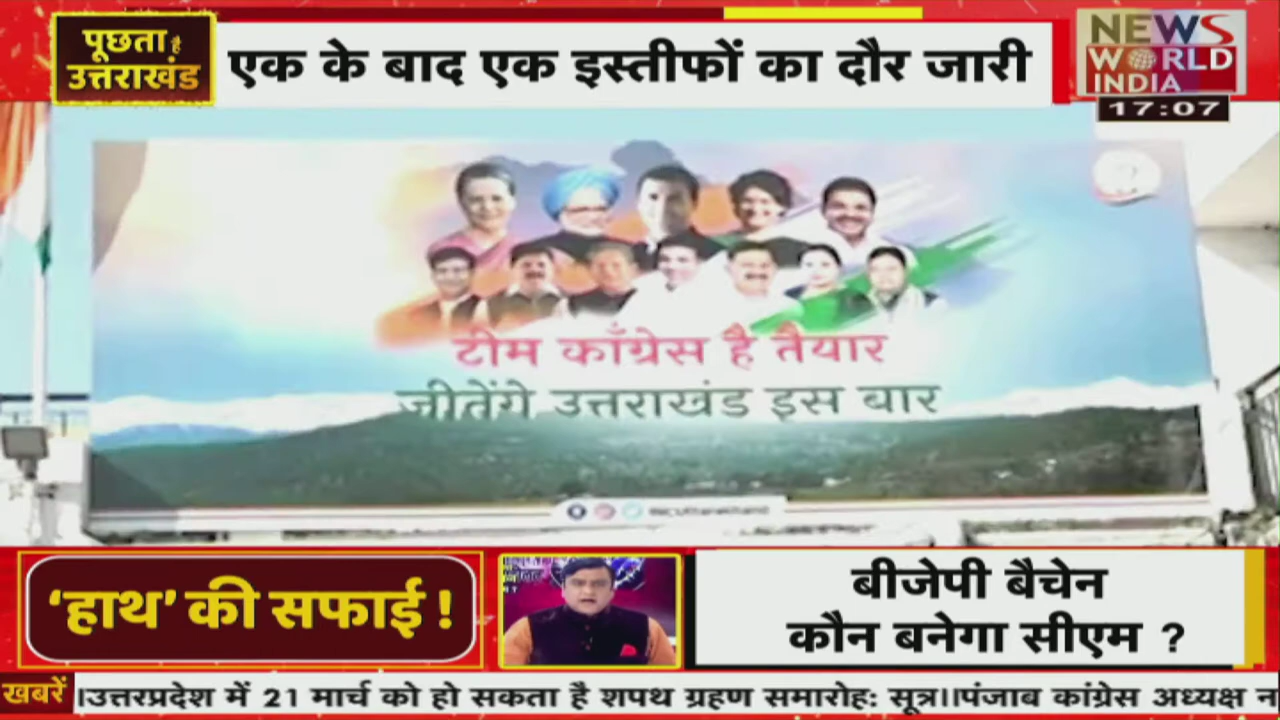 पूछता है
उत्तराखंड
एक के बाद एक इस्तीफों का दौर जारी
NEWS
WORLD
INDIA
17:07
टीम काँग्रेस है तैयार
जीतेंगे उत्तराखंड इस बार
‘हाथ’ की सफाई !
बीजेपी बैचेन
कौन बनेगा सीएम ?
खबरें
।उत्तरप्रदेश में 21 मार्च को हो सकता है शपथ ग्रहण समारोह: सूत्र।।पंजाब कांग्रेस अध्यक्ष न